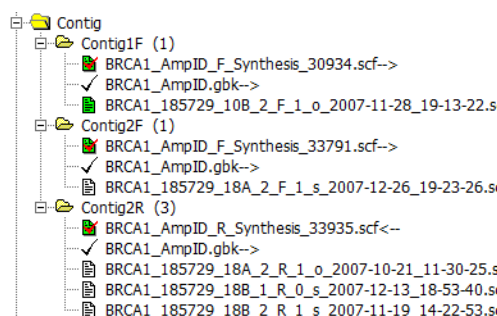 Contig
Contig1F (1)
BRCA1_AmpID_F_Synthesis_30934.scf-->
BRCA1_AmpID.gbk-->
BRCA1_185729_10B_2_F_1_o_2007-11-28_19-13-22.s
Contig2F (1)
BRCA1_AmpID_F_Synthesis_33791.scf-->
BRCA1_AmpID.gbk-->
BRCA1_185729_18A_2_F_1_s_2007-12-26_19-23-26.s
Contig2R (3)
BRCA1_AmpID_R_Synthesis_33935.scf<--
BRCA1_AmpID.gbk-->
BRCA1_185729_18A_2_R_1_o_2007-10-21_11-30-25.s
BRCA1_185729_18B_1_R_0_s_2007-12-13_18-53-40.s
BRCA1_185729_18B_2_R_1_s_2007-11-19_14-22-53.s